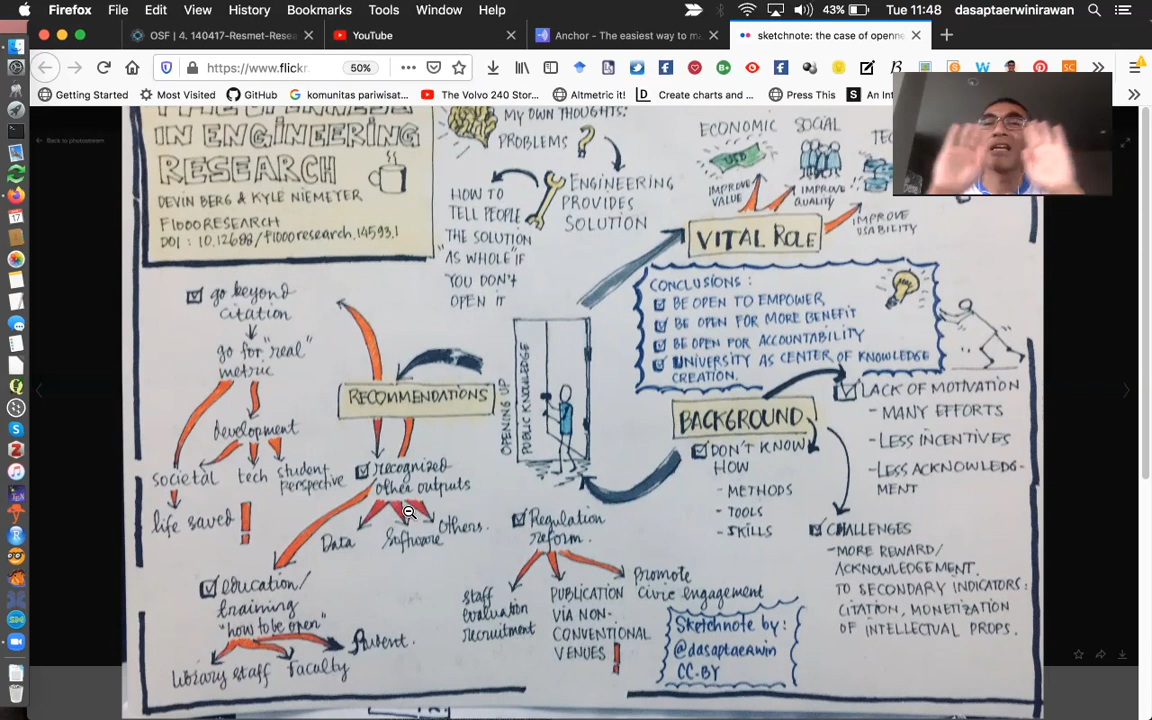 Firefox File Edit View History Bookmarks Tools Window Help 43% Tue 11:48 dasaptaerwinirawan
OSF | 4. 140417-Resmet-Resea
YouTube
Anchor - The easiest way to m
sketchnote: the case of openne
https://www.flickr
50%
Getting Started
Most Visited
GitHub
komunitas pariwisat...
The Volvo 240 Stor...
Altmetric it!
Create charts and ...
Press This
An Int
Back to photostream
THE OPENNESS
IN ENGINEERING
RESEARCH
DEVIN BERG & KYLE NIEMEYER
F1000RESEARCH
DOI : 10.12688/f1000research.14593.1
MY OWN THOUGHTS:
PROBLEMS ?
ENGINEERING
PROVIDES
SOLUTION
HOW TO
TELL PEOPLE
THE SOLUTION
"AS WHOLE" IF
YOU DON'T
OPEN IT
ECONOMIC
SOCIAL
USD
IMPROVE
VALUE
IMPROVE
QUALITY
IMPROVE
USABILITY
VITAL ROLE
CONCLUSIONS :
BE OPEN TO EMPOWER,
BE OPEN FOR MORE BENEFIT
BE OPEN FOR ACCOUNTABILITY
UNIVERSITY AS CENTER OF KNOWLEDGE
CREATION.
go beyond
citation
go for "real"
metric
development
societal
tech
student
perspective
life saved !
RECOMMENDATIONS
recognized
other outputs
Data
Software
Others.
education/
training
"how to be open"
Library staff
Faculty
Student.
OPENING UP
PUBLIC KNOWLEDGE
Regulation
reform.
staff
evaluation
recruitment
PUBLICATION
VIA NON-
CONVENTIONAL
VENUES !
promote
civic engagement
BACKGROUND
DON'T KNOW
HOW
- METHODS
- TOOLS
- SKILLS
LACK OF MOTIVATION
- MANY EFFORTS
- LESS INCENTIVES
- LESS ACKNOWLEDG-
MENT
CHALLENGES
- MORE REWARD/
ACKNOWLEDGEMENT
TO SECONDARY INDICATORS:
CITATION, MONETIZATION
OF INTELLECTUAL PROPS.
Sketchnote by:
@dasaptaerwin
CC-BY